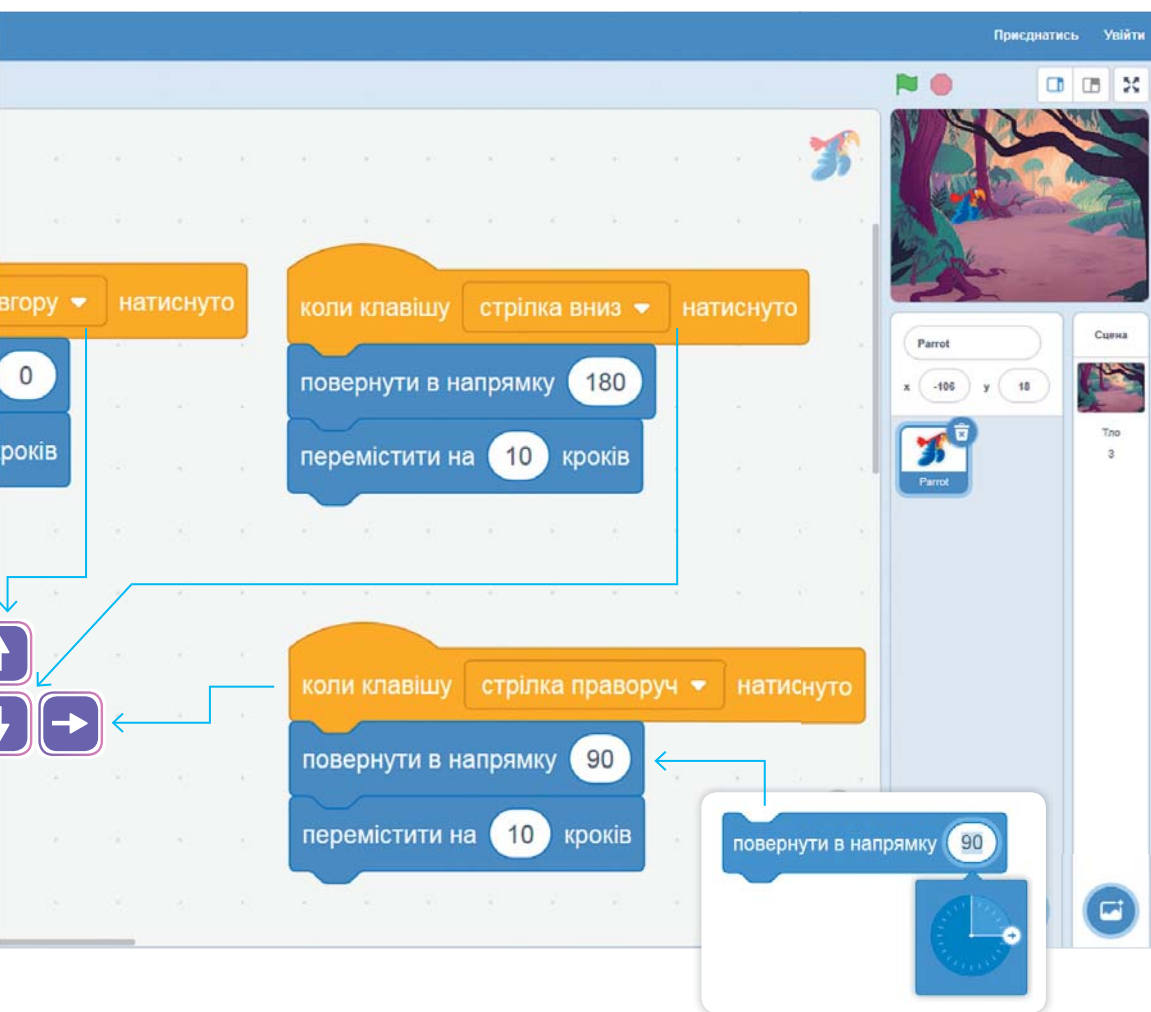 Приєднатись Увійти
вгору натиснуто
0
кроків
коли клавішу стрілка вниз натиснуто
повернути в напрямку 180
перемістити на 10 кроків
Parrot
x -106 y 18
Parrot
Сцена
Тло
3
коли клавішу стрілка праворуч натиснуто
повернути в напрямку 90
перемістити на 10 кроків
повернути в напрямку 90